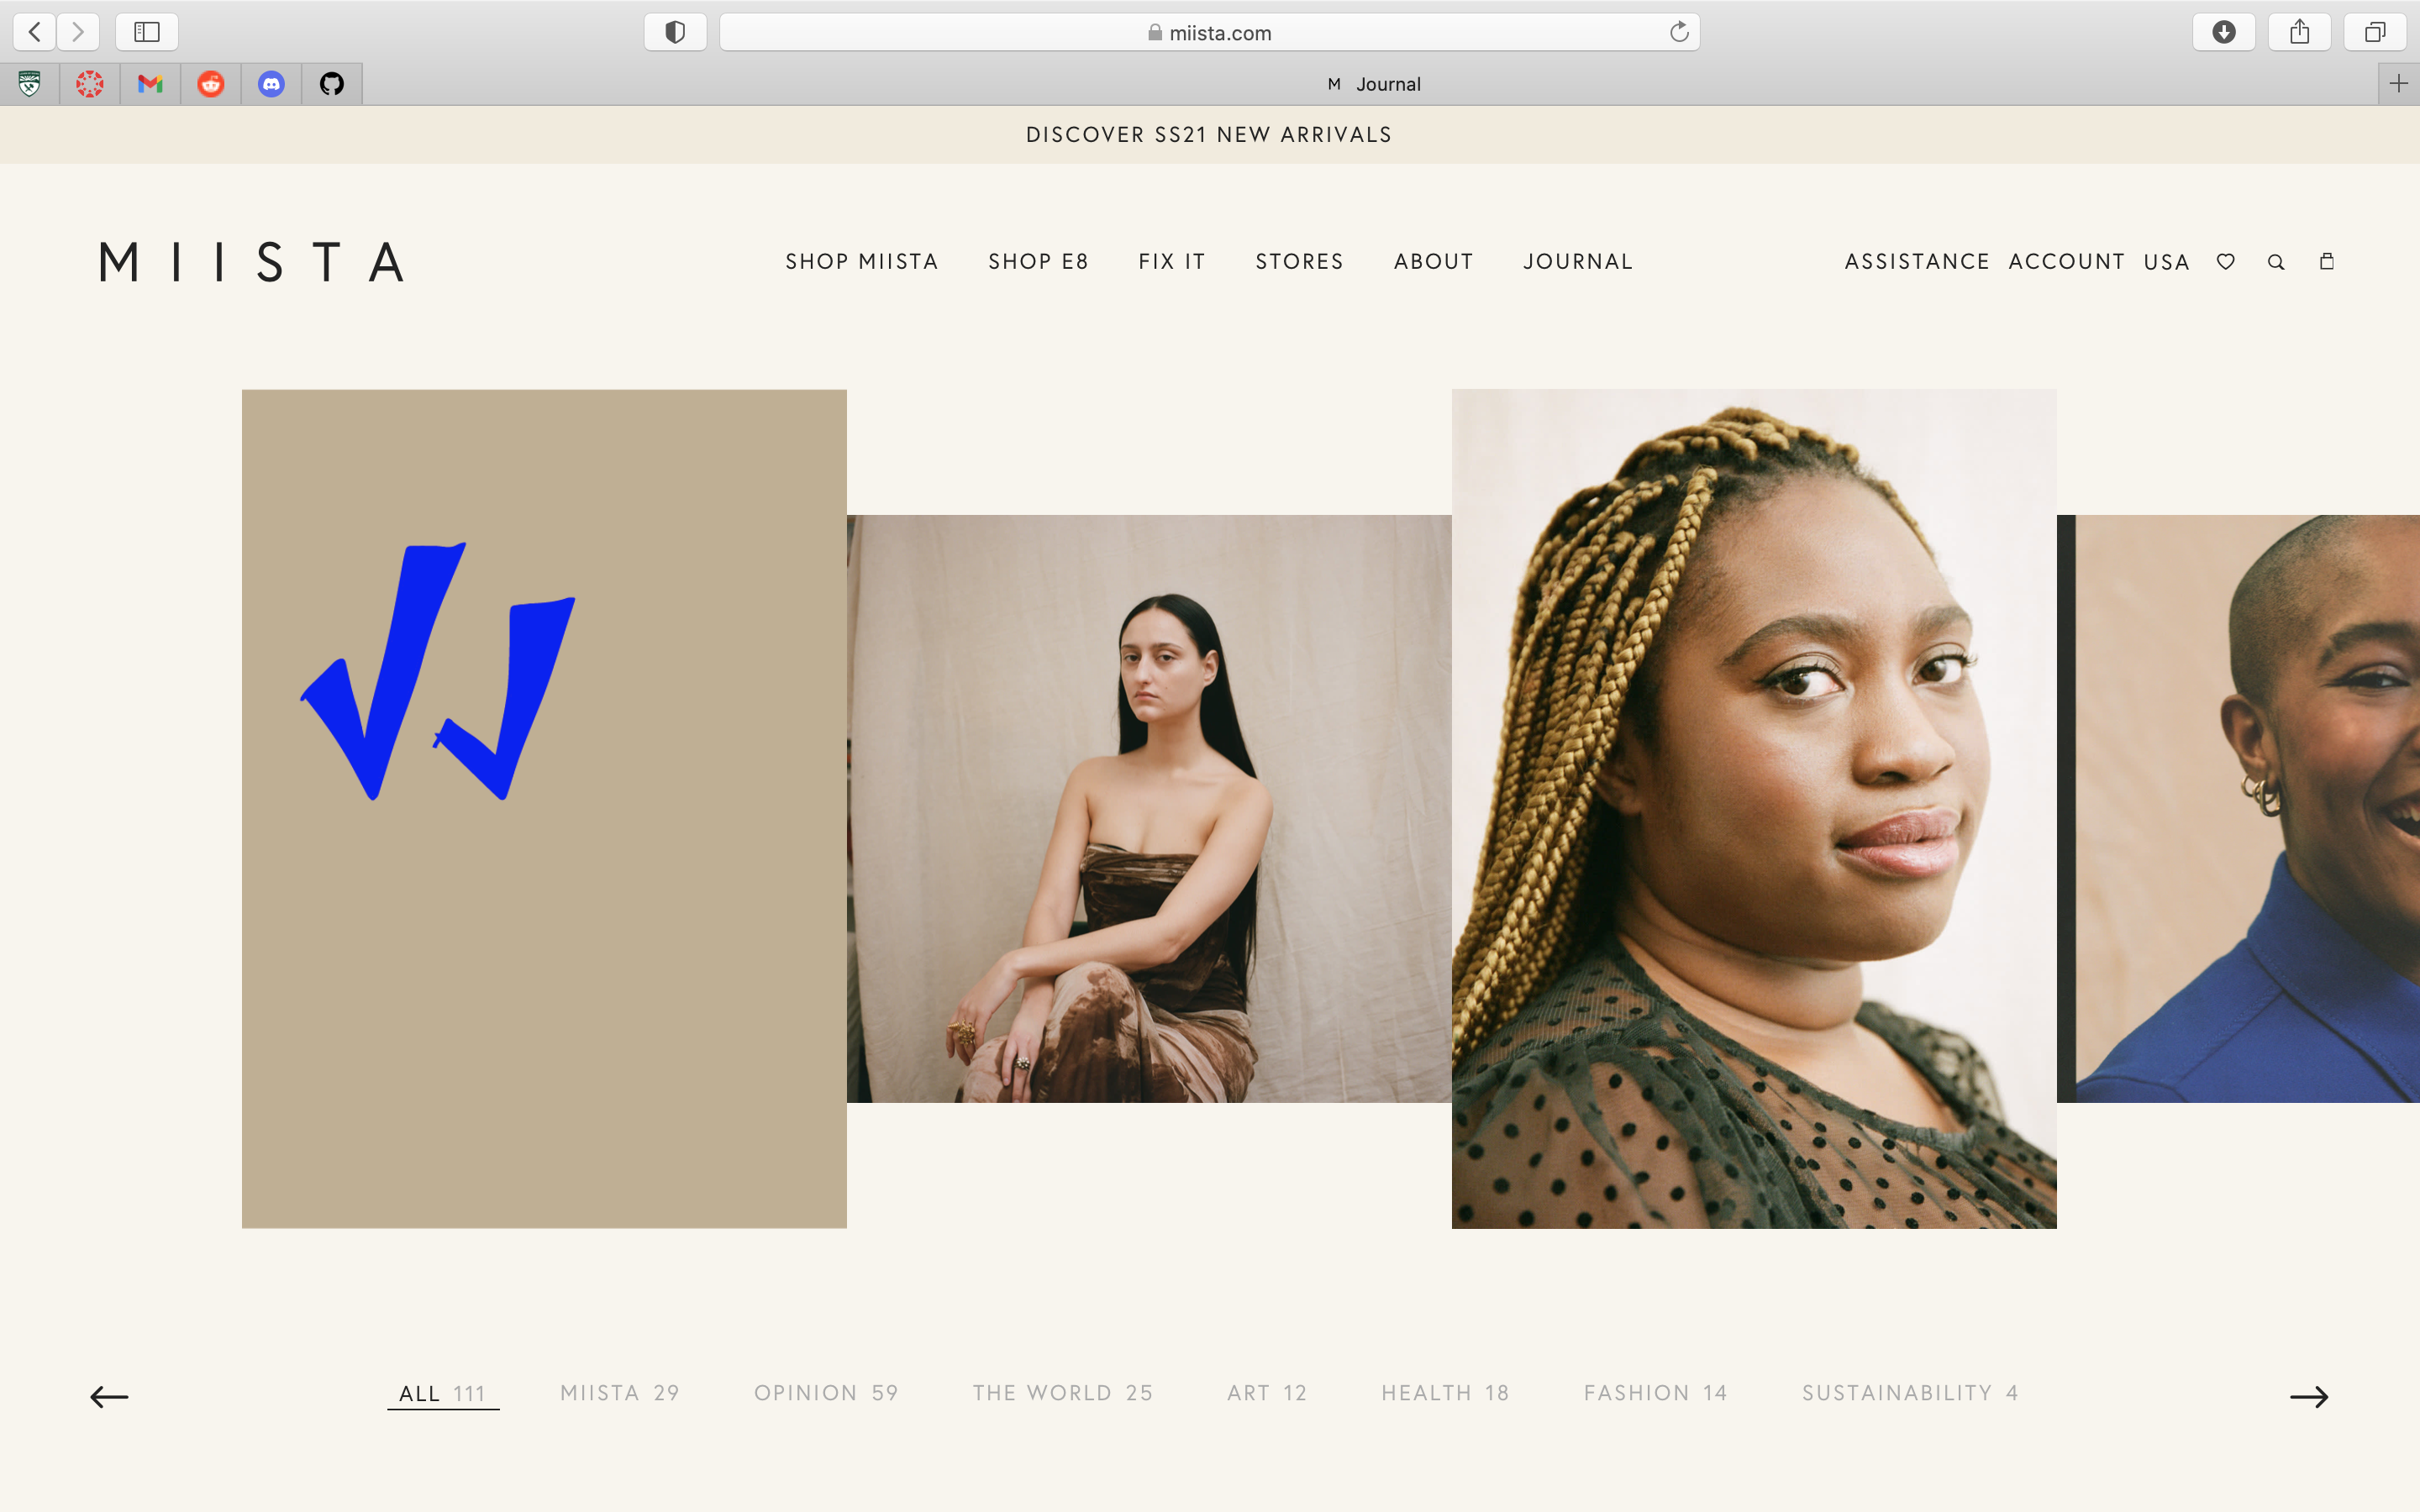 miista.com
M Journal
DISCOVER SS21 NEW ARRIVALS
MIISTA
SHOP MIISTA SHOP E8 FIX IT STORES ABOUT JOURNAL
ASSISTANCE ACCOUNT USA
ALL 111 MIISTA 29 OPINION 59 THE WORLD 25 ART 12 HEALTH 18 FASHION 14 SUSTAINABILITY 4